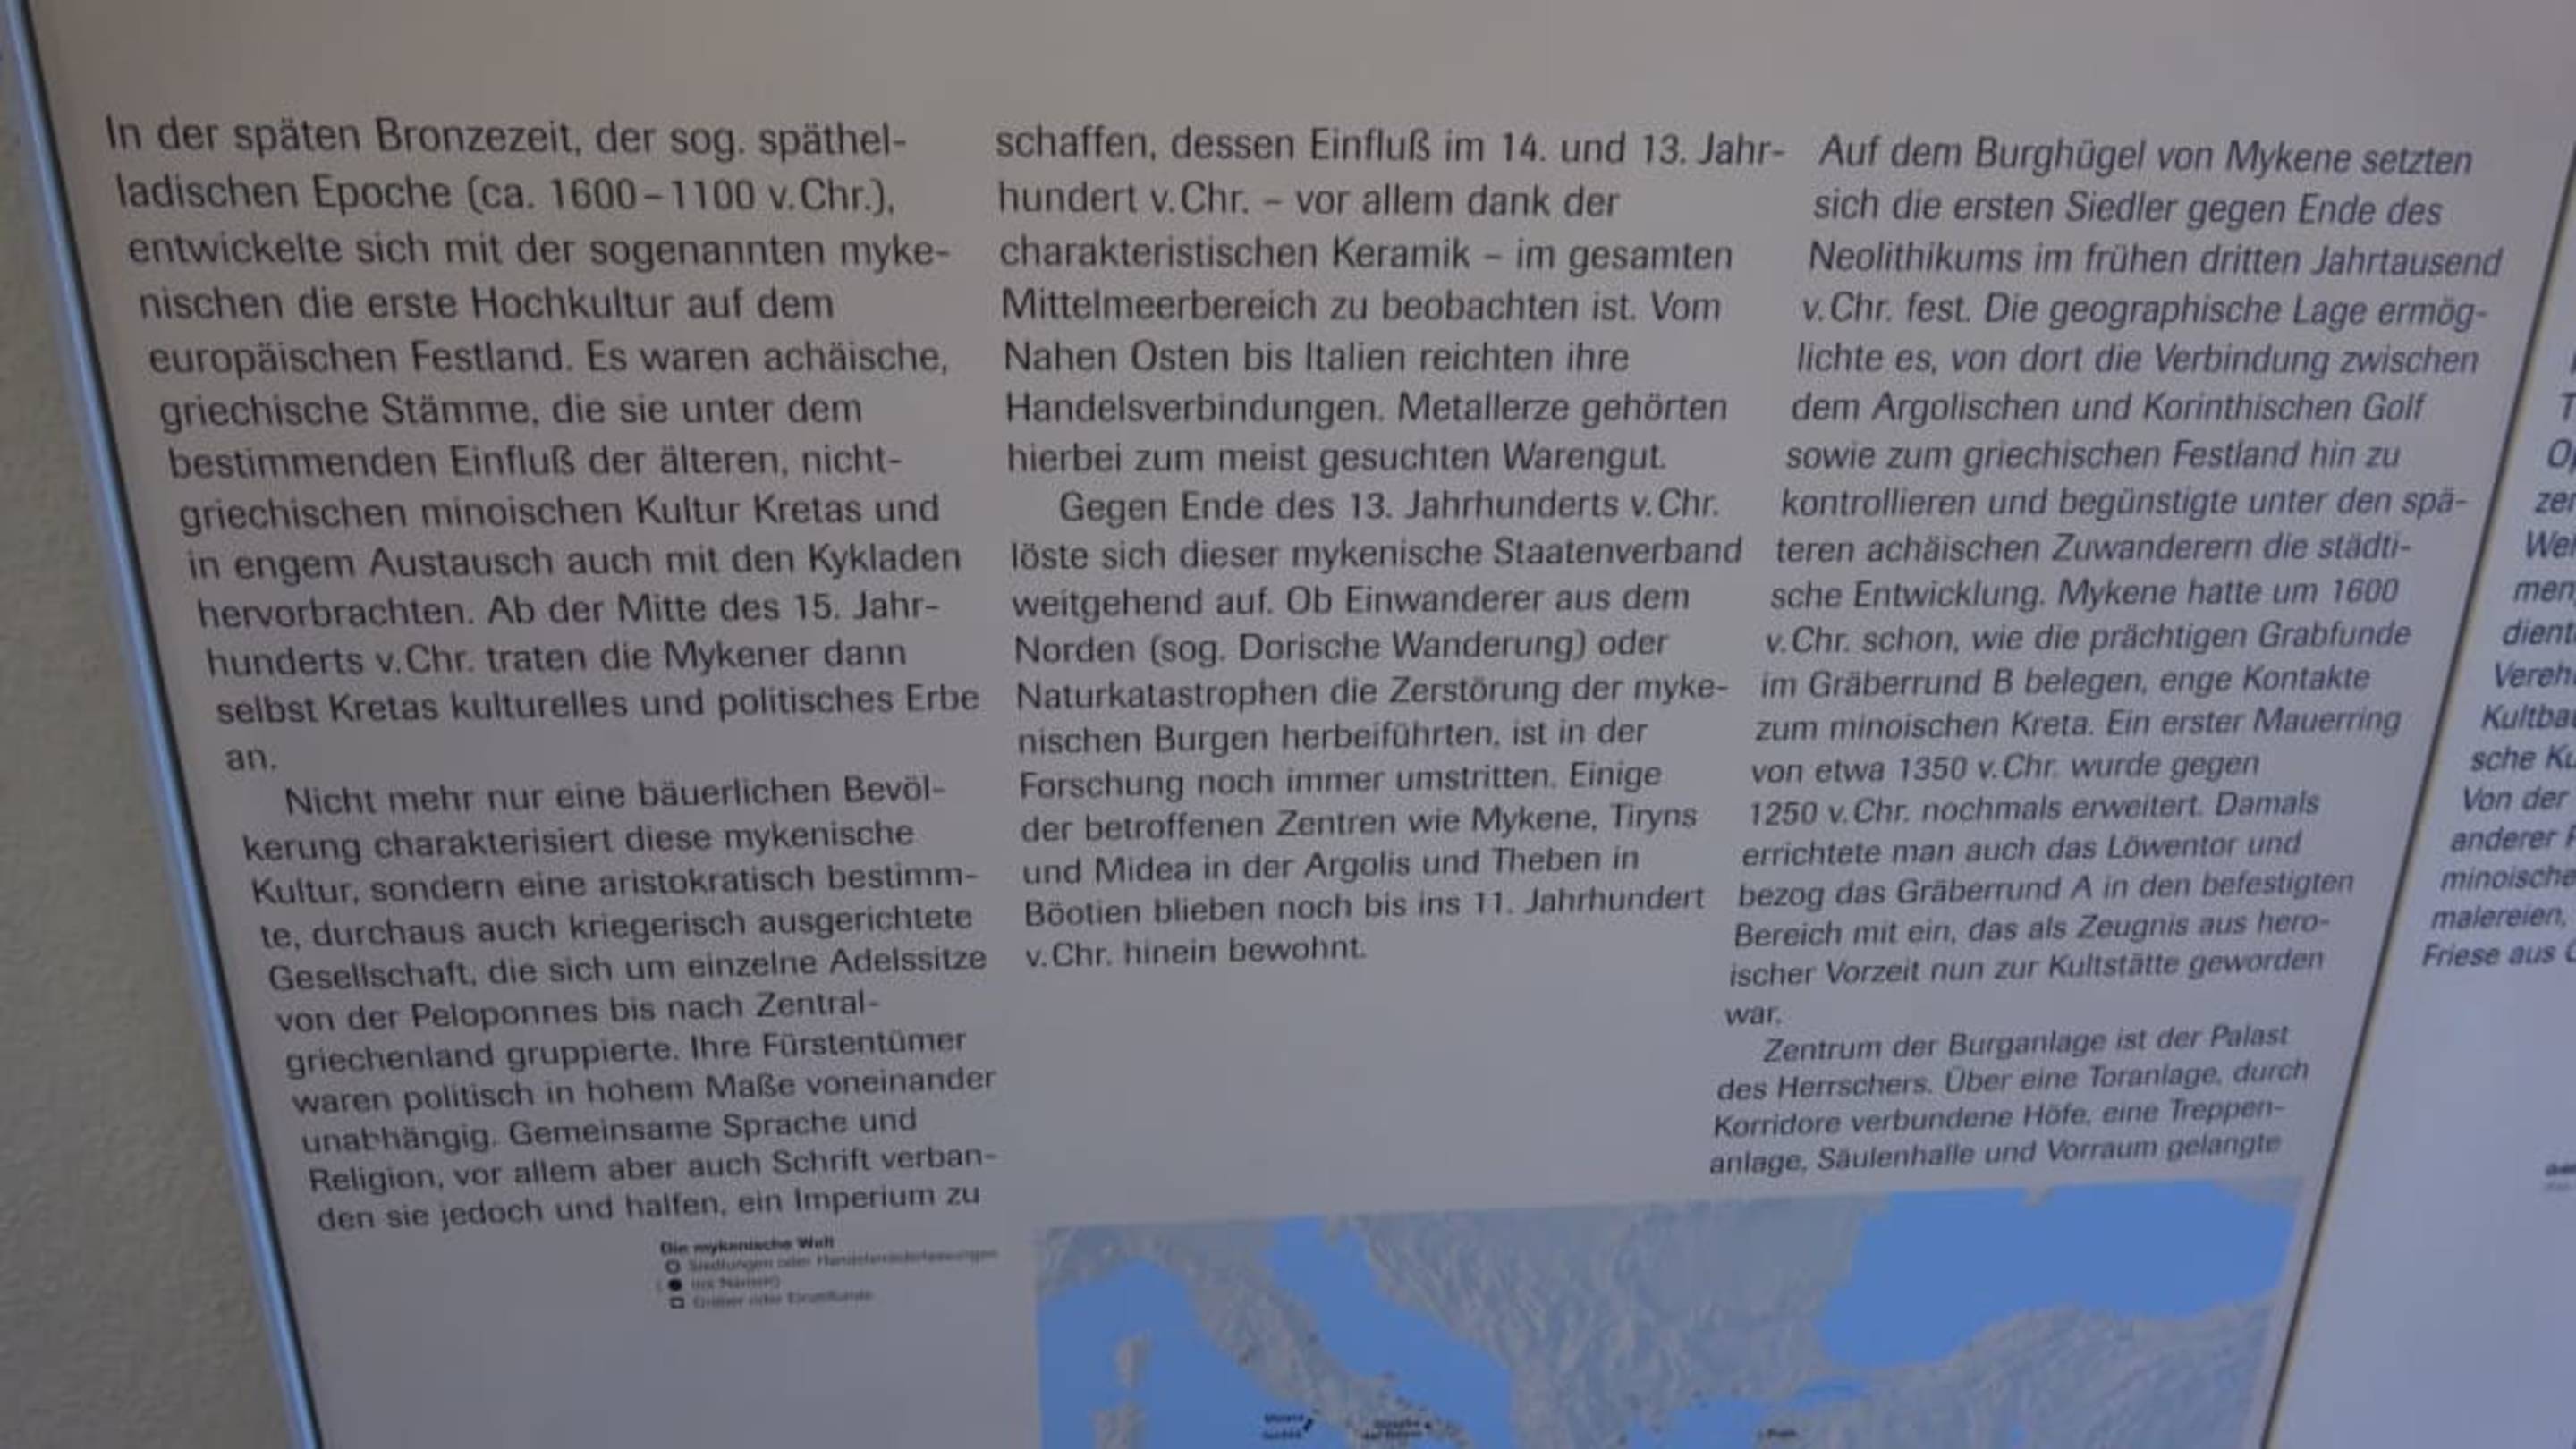 In der späten Bronzezeit, der sog. späthel-
ladischen Epoche (ca. 1600–1100 v.Chr.),
entwickelte sich mit der sogenannten myke-
nischen die erste Hochkultur auf dem
europäischen Festland. Es waren achäische,
griechische Stämme, die sie unter dem
bestimmenden Einfluß der älteren, nicht-
griechischen minoischen Kultur Kretas und
in engem Austausch auch mit den Kykladen
hervorbrachten. Ab der Mitte des 15. Jahr-
hunderts v.Chr. traten die Mykener dann
selbst Kretas kulturelles und politisches Erbe
an.
Nicht mehr nur eine bäuerlichen Bevöl-
kerung charakterisiert diese mykenische
Kultur, sondern eine aristokratisch bestimm-
te, durchaus auch kriegerisch ausgerichtete
Gesellschaft, die sich um einzelne Adelssitze
von der Peloponnes bis nach Zentral-
griechenland gruppierte. Ihre Fürstentümer
waren politisch in hohem Maße voneinander
unabhängig. Gemeinsame Sprache und
Religion, vor allem aber auch Schrift verban-
den sie jedoch und halfen, ein Imperium zu
schaffen, dessen Einfluß im 14. und 13. Jahr-
hundert v.Chr. – vor allem dank der
charakteristischen Keramik – im gesamten
Mittelmeerbereich zu beobachten ist. Vom
Nahen Osten bis Italien reichten ihre
Handelsverbindungen. Metallerze gehörten
hierbei zum meist gesuchten Warengut.
Gegen Ende des 13. Jahrhunderts v.Chr.
löste sich dieser mykenische Staatenverband
weitgehend auf. Ob Einwanderer aus dem
Norden (sog. Dorische Wanderung) oder
Naturkatastrophen die Zerstörung der myke-
nischen Burgen herbeiführten, ist in der
Forschung noch immer umstritten. Einige
der betroffenen Zentren wie Mykene, Tiryns
und Midea in der Argolis und Theben in
Böotien blieben noch bis ins 11. Jahrhundert
v.Chr. hinein bewohnt.
Auf dem Burghügel von Mykene setzten
sich die ersten Siedler gegen Ende des
Neolithikums im frühen dritten Jahrtausend
v.Chr. fest. Die geographische Lage ermög-
lichte es, von dort die Verbindung zwischen
dem Argolischen und Korinthischen Golf
sowie zum griechischen Festland hin zu
kontrollieren und begünstigte unter den spä-
teren achäischen Zuwanderern die städti-
sche Entwicklung. Mykene hatte um 1600
v.Chr. schon, wie die prächtigen Grabfunde
im Gräberrund B belegen, enge Kontakte
zum minoischen Kreta. Ein erster Mauerring
von etwa 1350 v.Chr. wurde gegen
1250 v.Chr. nochmals erweitert. Damals
errichtete man auch das Löwentor und
bezog das Gräberrund A in den befestigten
Bereich mit ein, das als Zeugnis aus hero-
ischer Vorzeit nun zur Kultstätte geworden
war.
Zentrum der Burganlage ist der Palast
des Herrschers. Über eine Toranlage, durch
Korridore verbundene Höfe, eine Treppen-
anlage, Säulenhalle und Vorraum gelangte
Von der
anderer
malereien,
Friese aus
Die mykenische Welt
Siedlungen oder Handelsniederlassungen
Gräber oder Einzelfunde